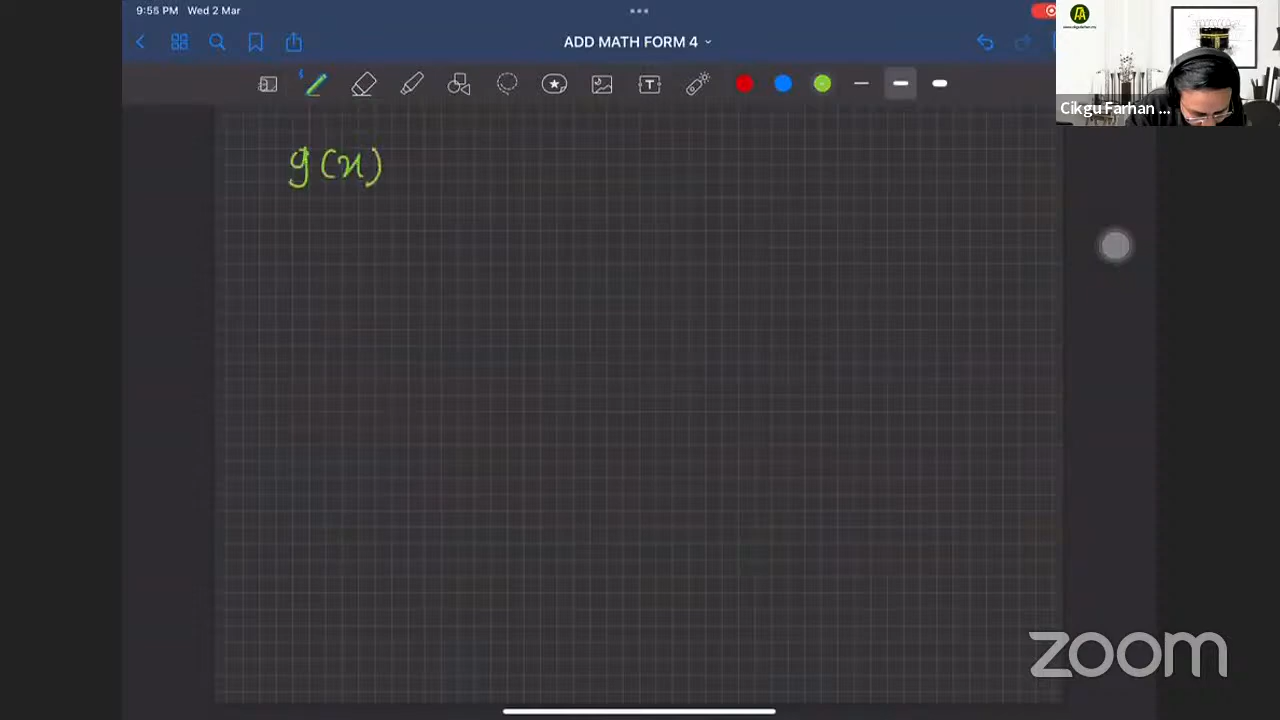 9:55 PM Wed 2 Mar
ADD MATH FORM 4
T
Cikgu Farhan ...
g(x)
zoom